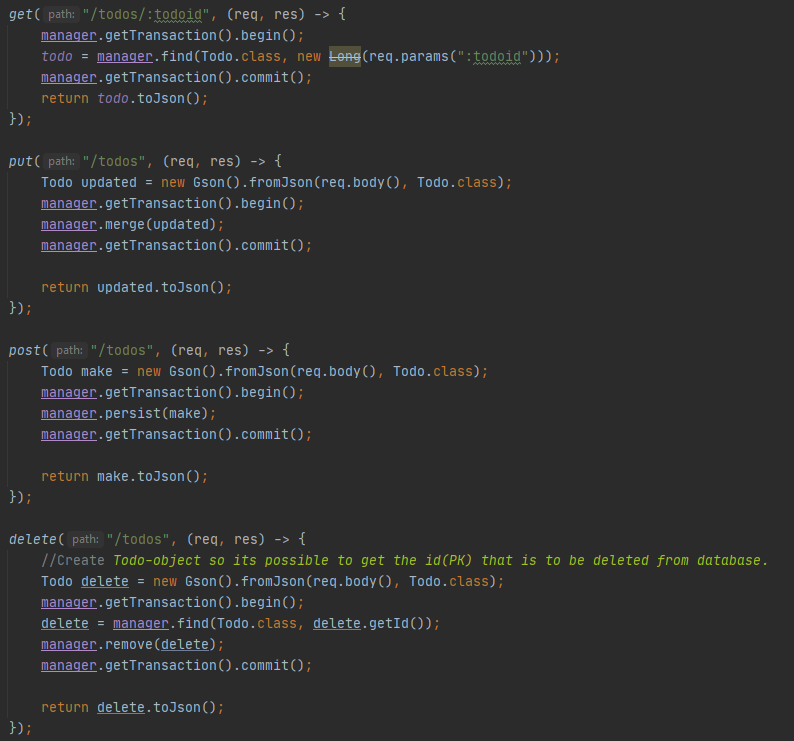 get( path: "/todos/:todoid", (req, res) -> {
    manager.getTransaction().begin();
    todo = manager.find(Todo.class, new Long(req.params(":todoid")));
    manager.getTransaction().commit();
    return todo.toJson();
});

put( path: "/todos", (req, res) -> {
    Todo updated = new Gson().fromJson(req.body(), Todo.class);
    manager.getTransaction().begin();
    manager.merge(updated);
    manager.getTransaction().commit();

    return updated.toJson();
});

post( path: "/todos", (req, res) -> {
    Todo make = new Gson().fromJson(req.body(), Todo.class);
    manager.getTransaction().begin();
    manager.persist(make);
    manager.getTransaction().commit();

    return make.toJson();
});

delete( path: "/todos", (req, res) -> {
    //Create Todo-object so its possible to get the id(PK) that is to be deleted from database.
    Todo delete = new Gson().fromJson(req.body(), Todo.class);
    manager.getTransaction().begin();
    delete = manager.find(Todo.class, delete.getId());
    manager.remove(delete);
    manager.getTransaction().commit();

    return delete.toJson();
});